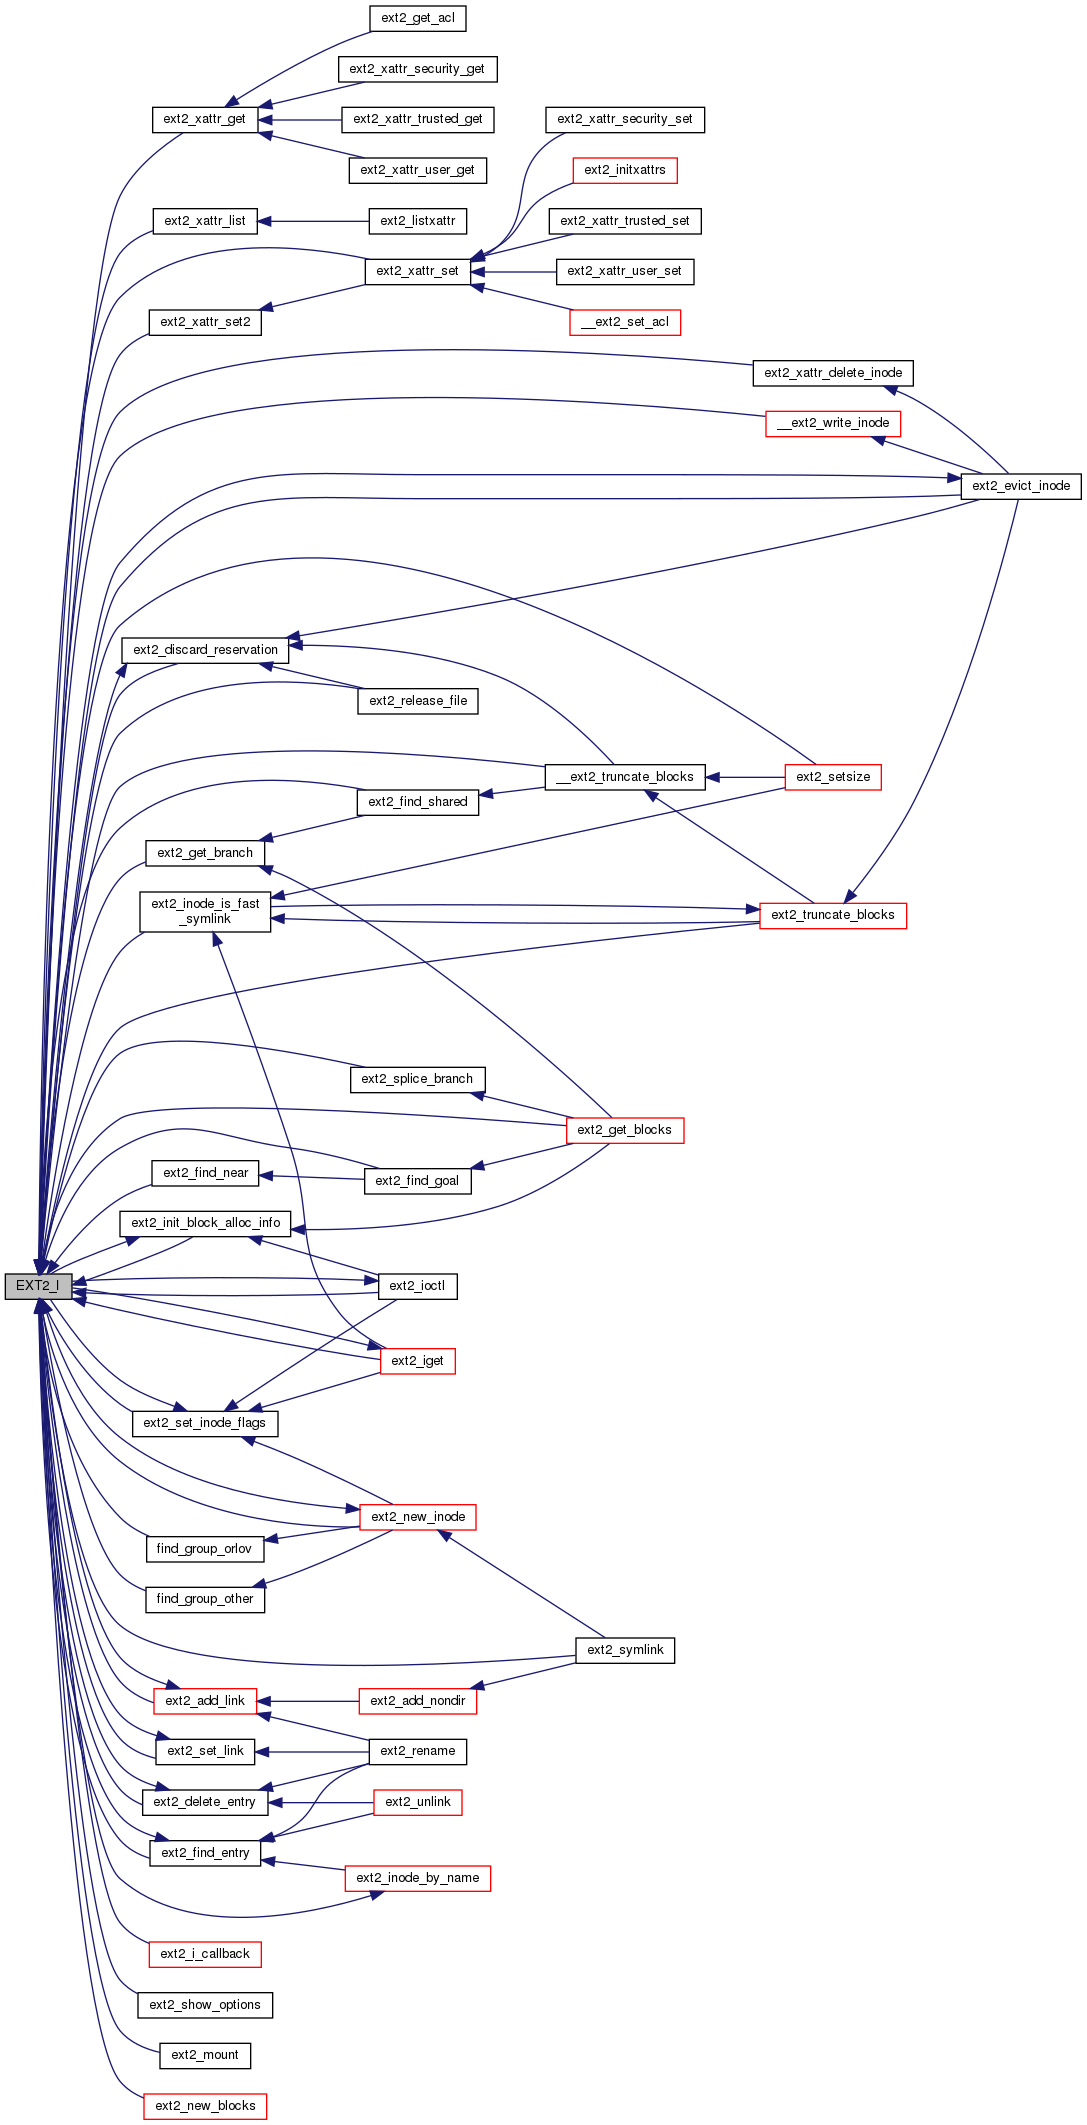 ext2_get_acl
ext2_xattr_security_get
ext2_xattr_get
ext2_xattr_trusted_get
ext2_xattr_security_set
ext2_xattr_user_get
ext2_initxattrs
ext2_xattr_list
ext2_listxattr
ext2_xattr_trusted_set
ext2_xattr_set
ext2_xattr_user_set
ext2_xattr_set2
__ext2_set_acl
ext2_xattr_delete_inode
__ext2_write_inode
ext2_evict_inode
ext2_discard_reservation
ext2_release_file
__ext2_truncate_blocks
ext2_setsize
ext2_find_shared
ext2_get_branch
ext2_inode_is_fast
_symlink
ext2_truncate_blocks
ext2_splice_branch
ext2_get_blocks
ext2_find_near
ext2_find_goal
ext2_init_block_alloc_info
EXT2_I
ext2_ioctl
ext2_iget
ext2_set_inode_flags
ext2_new_inode
find_group_orlov
find_group_other
ext2_symlink
ext2_add_link
ext2_add_nondir
ext2_set_link
ext2_rename
ext2_delete_entry
ext2_unlink
ext2_find_entry
ext2_inode_by_name
ext2_i_callback
ext2_show_options
ext2_mount
ext2_new_blocks